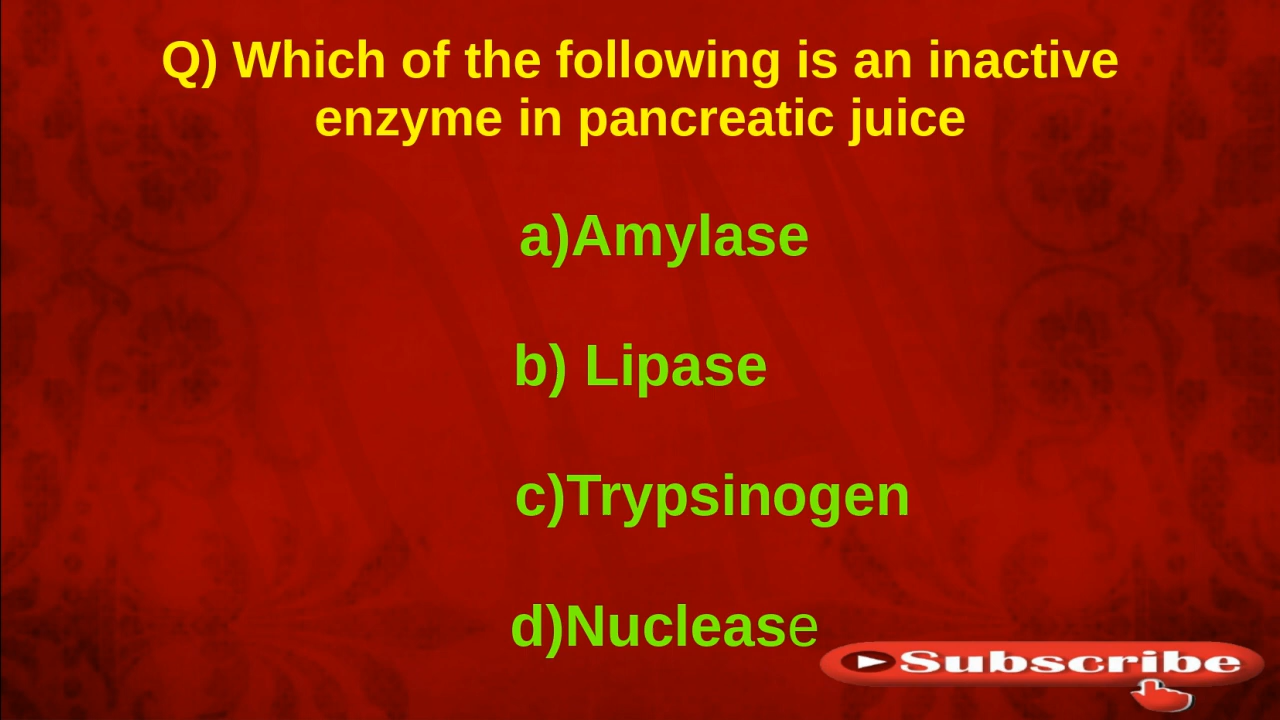 Q) Which of the following is an inactive
enzyme in pancreatic juice
a)Amylase
b) Lipase
c)Trypsinogen
d)Nuclease
Subscribe